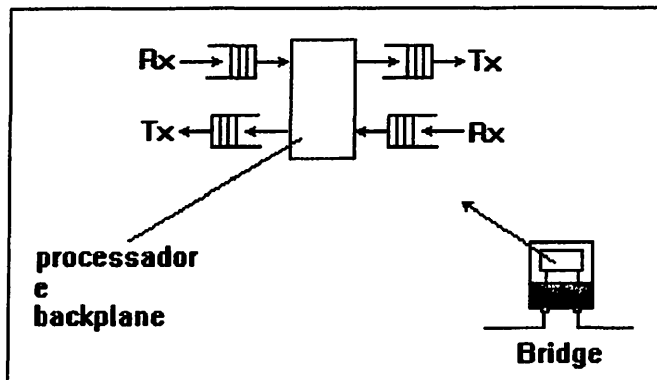 Rx
Tx
Tx
Rx
processador
e
backplane
Bridge